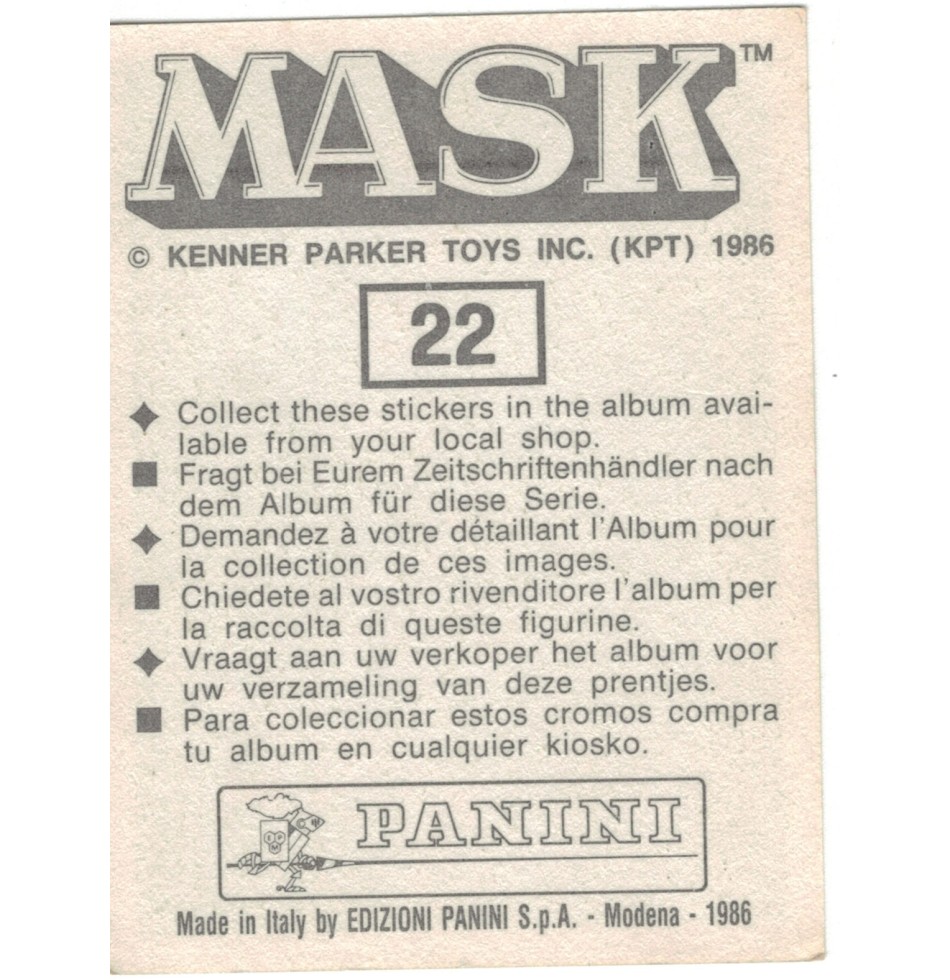 MASK™
© KENNER PARKER TOYS INC. (KPT) 1986
22
Collect these stickers in the album avai-
lable from your local shop.
Fragt bei Eurem Zeitschriftenhändler nach
dem Album für diese Serie.
Demandez à votre détaillant l'Album pour
la collection de ces images.
Chiedete al vostro rivenditore l'album per
la raccolta di queste figurine.
Vraagt aan uw verkoper het album voor
uw verzameling van deze prentjes.
Para coleccionar estos cromos compra
tu album en cualquier kiosko.
PANINI
Made in Italy by EDIZIONI PANINI S.p.A. - Modena - 1986